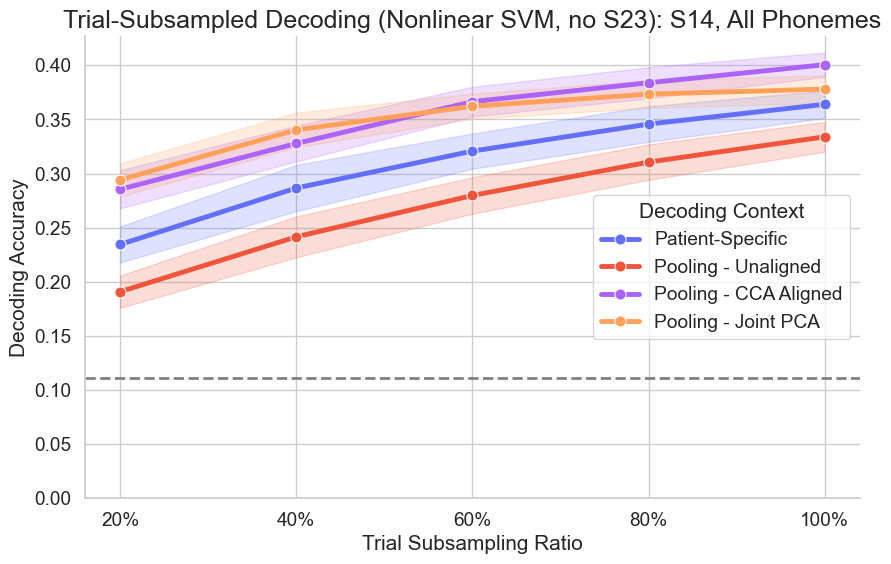 Trial-Subsampled Decoding (Nonlinear SVM, no S23): S14, All Phonemes
Decoding Accuracy
0.40
0.35
0.30
0.25
0.20
0.15
0.10
0.05
0.00
Decoding Context
Patient-Specific
Pooling - Unaligned
Pooling - CCA Aligned
Pooling - Joint PCA
20%
40%
60%
80%
100%
Trial Subsampling Ratio